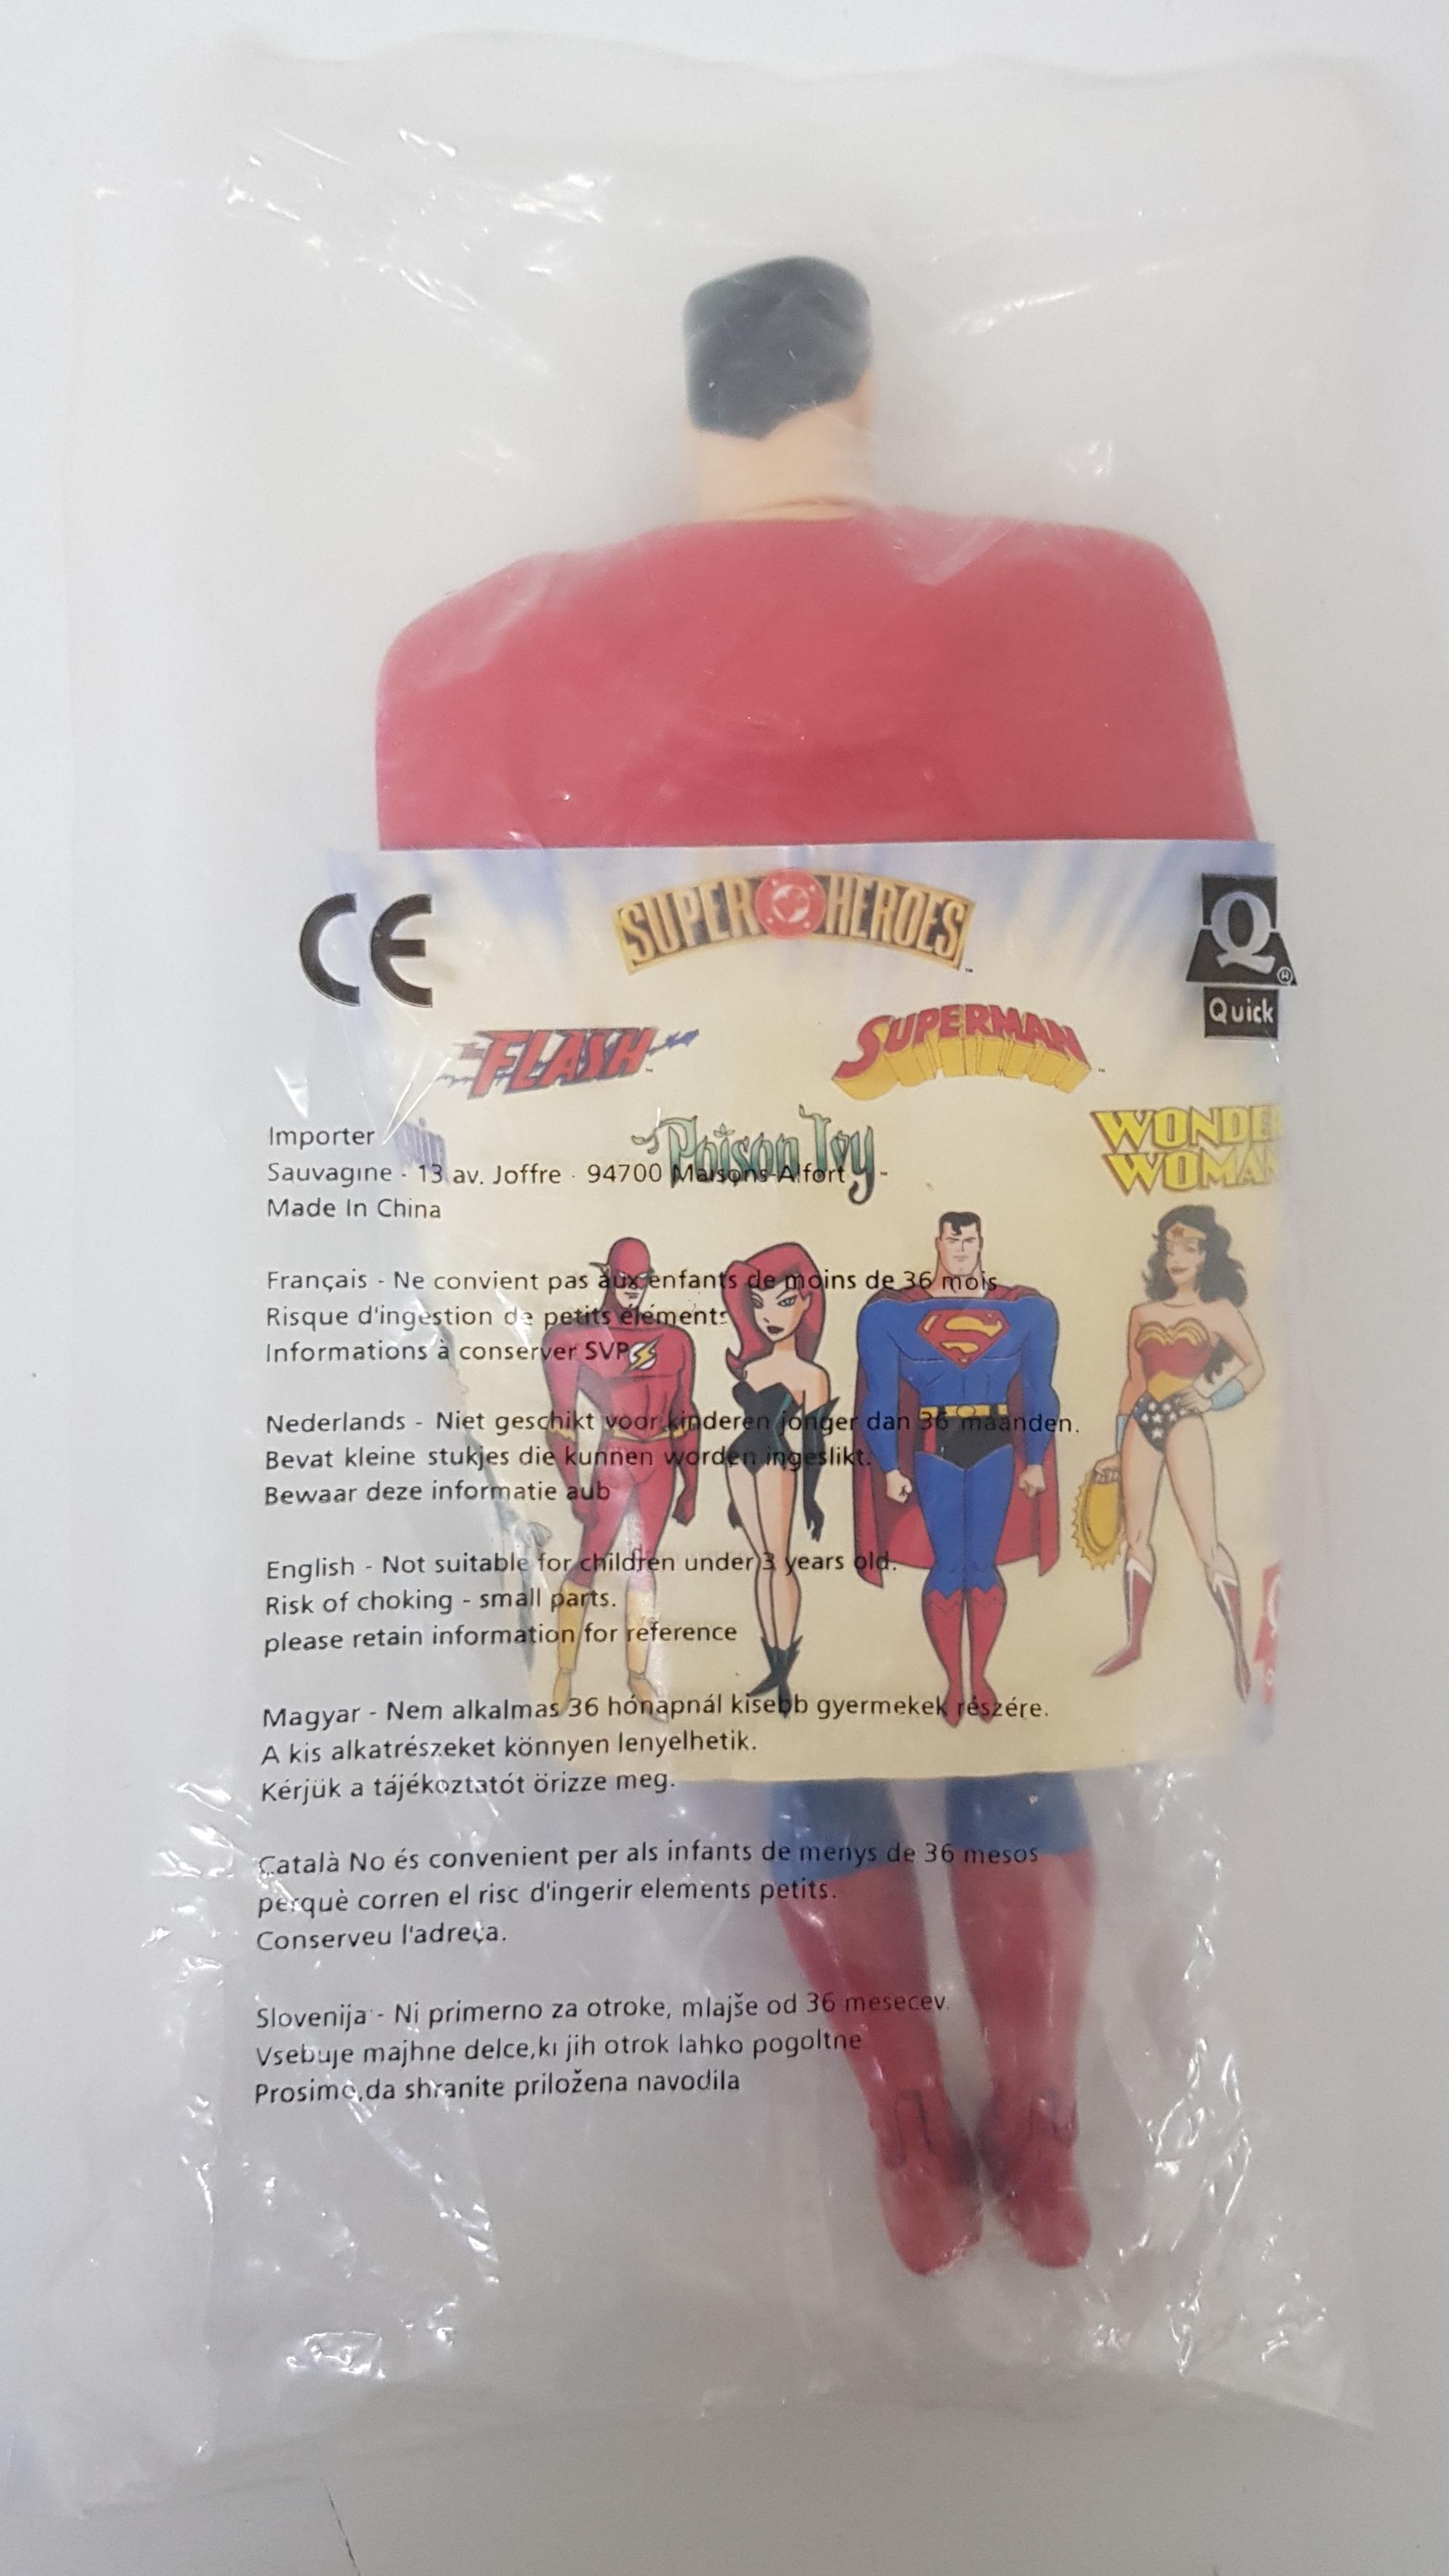 CE
SUPER HEROES
Q
Quick
FLASH
SUPERMAN
Poison Ivy
WONDER
WOMAN
Importer
Sauvagine - 13 av. Joffre · 94700 Maisons-Alfort -
Made In China
Français - Ne convient pas aux enfants de moins de 36 mois
Risque d'ingestion de petits éléments
Informations à conserver SVP
Nederlands - Niet geschikt voor kinderen jonger dan 36 maanden.
Bevat kleine stukjes die kunnen worden ingeslikt.
Bewaar deze informatie aub
English - Not suitable for children under 3 years old.
Risk of choking - small parts.
please retain information for reference
Magyar - Nem alkalmas 36 hónapnál kisebb gyermekek részére.
A kis alkatrészeket könnyen lenyelhetik.
Kérjük a tájékoztatót örizze meg.
Català No és convenient per als infants de menys de 36 mesos
perquè corren el risc d'ingerir elements petits.
Conserveu l'adreça.
Slovenija - Ni primerno za otroke, mlajše od 36 mesecev.
Vsebuje majhne delce,ki jih otrok lahko pogoltne
Prosimo,da shranite priložena navodila